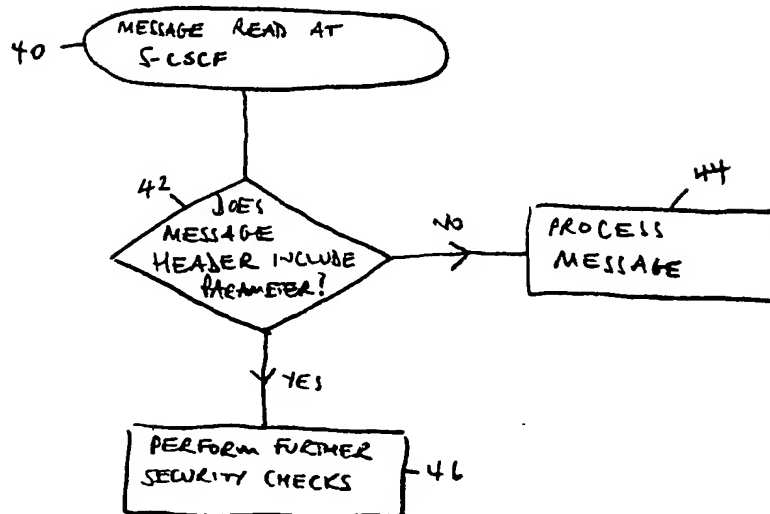 MESSAGE READ AT
S-CSCF
40
42
DOES
MESSAGE
HEADER INCLUDE
PARAMETER?
NO
44
PROCESS
MESSAGE
YES
PERFORM FURTHER
SECURITY CHECKS
46